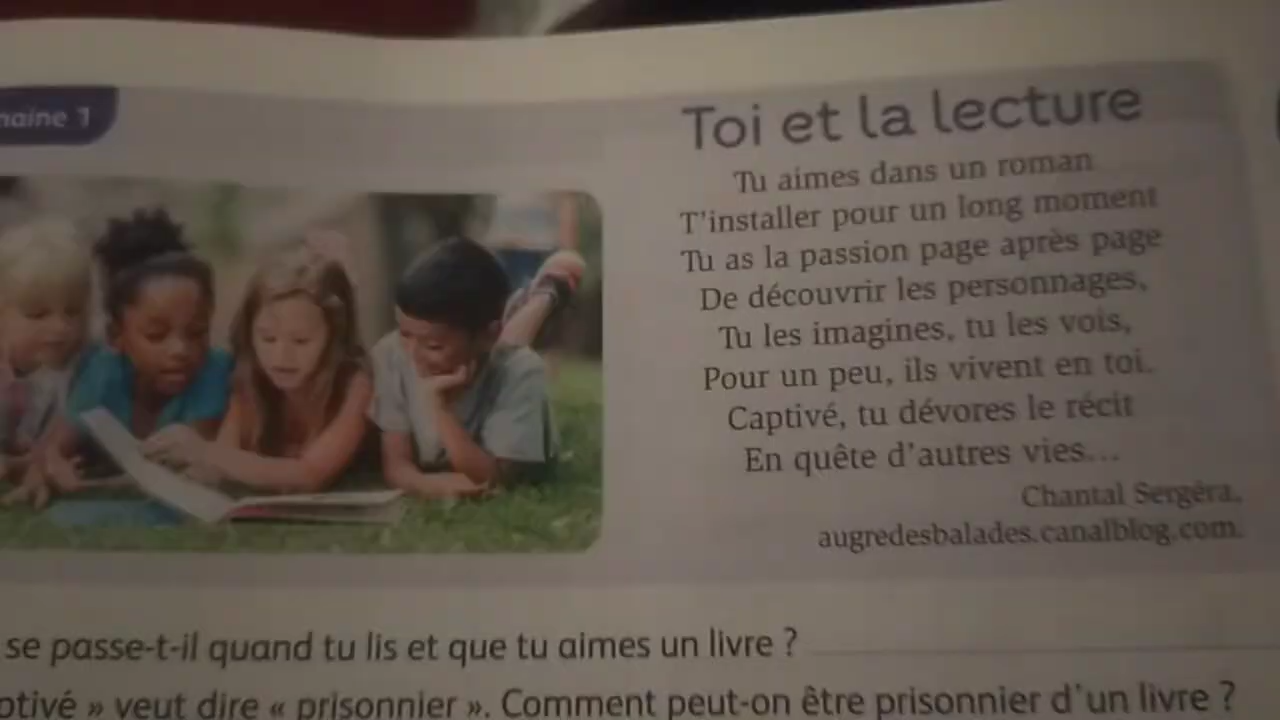 maine 1
Toi et la lecture
Tu aimes dans un roman
T'installer pour un long moment
Tu as la passion page après page
De découvrir les personnages,
Tu les imagines, tu les vois,
Pour un peu, ils vivent en toi.
Captivé, tu dévores le récit
En quête d'autres vies...
Chantal Sergéra,
augredesbalades.canalblog.com.
se passe-t-il quand tu lis et que tu aimes un livre ?
ptivé » veut dire « prisonnier ». Comment peut-on être prisonnier d'un livre ?